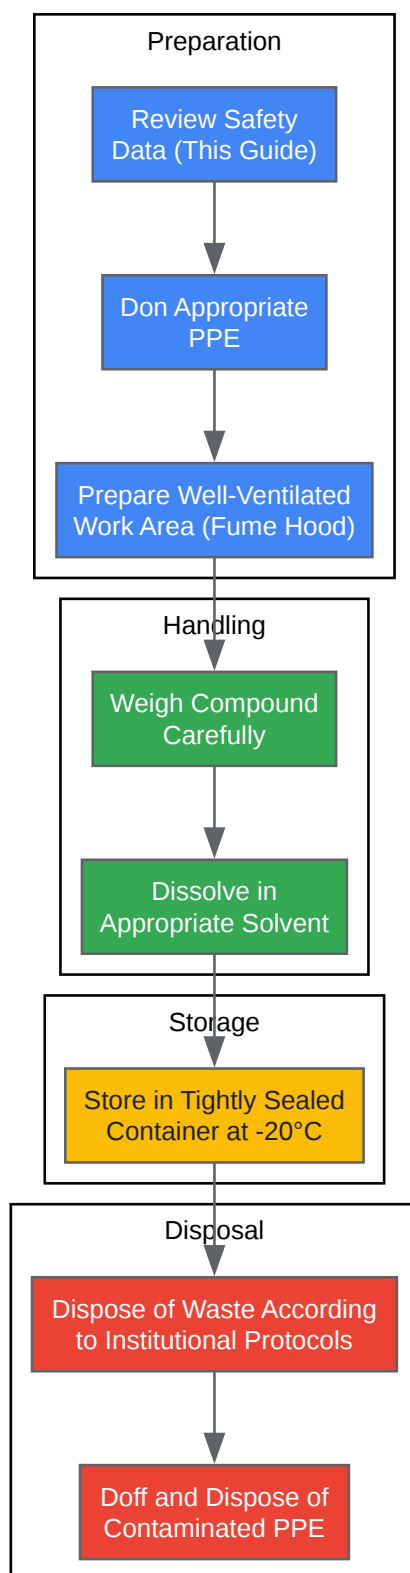 Preparation
Review Safety
Data (This Guide)
Don Appropriate
PPE
Prepare Well-Ventilated
Work Area (Fume Hood)
Handling
Weigh Compound
Carefully
Dissolve in
Appropriate Solvent
Storage
Store in Tightly Sealed
Container at -20°C
Disposal
Dispose of Waste According
to Institutional Protocols
Doff and Dispose of
Contaminated PPE